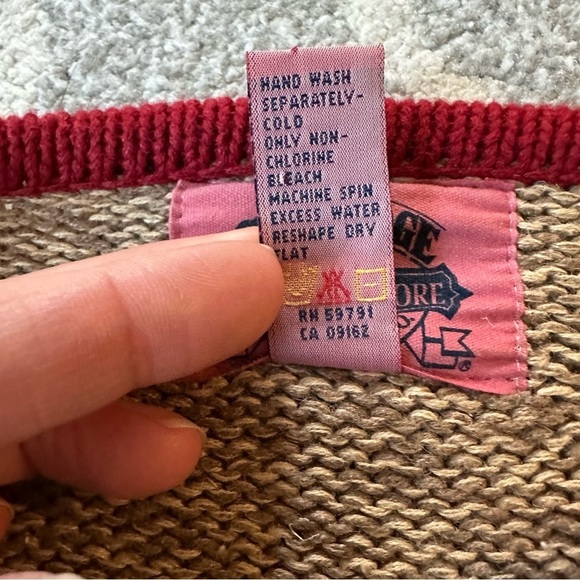 HAND WASH
SEPARATELY-
COLD
ONLY NON-
CHLORINE
BLEACH
MACHINE SPIN
EXCESS WATER
RESHAPE DRY
FLAT
RN 59791
CA 09162